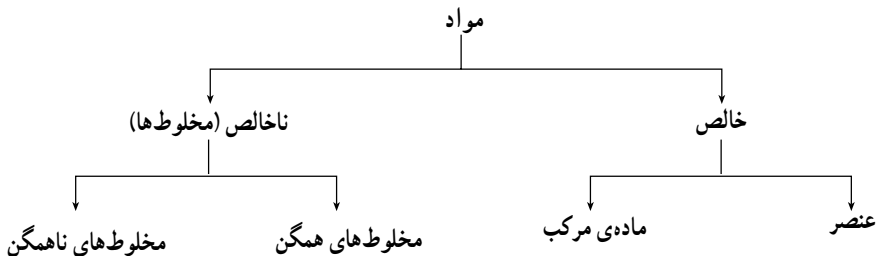 مواد
خالص
ناخالص (مخلوط‌ها)
عنصر
ماده‌ی مرکب
مخلوط‌های همگن
مخلوط‌های ناهمگن